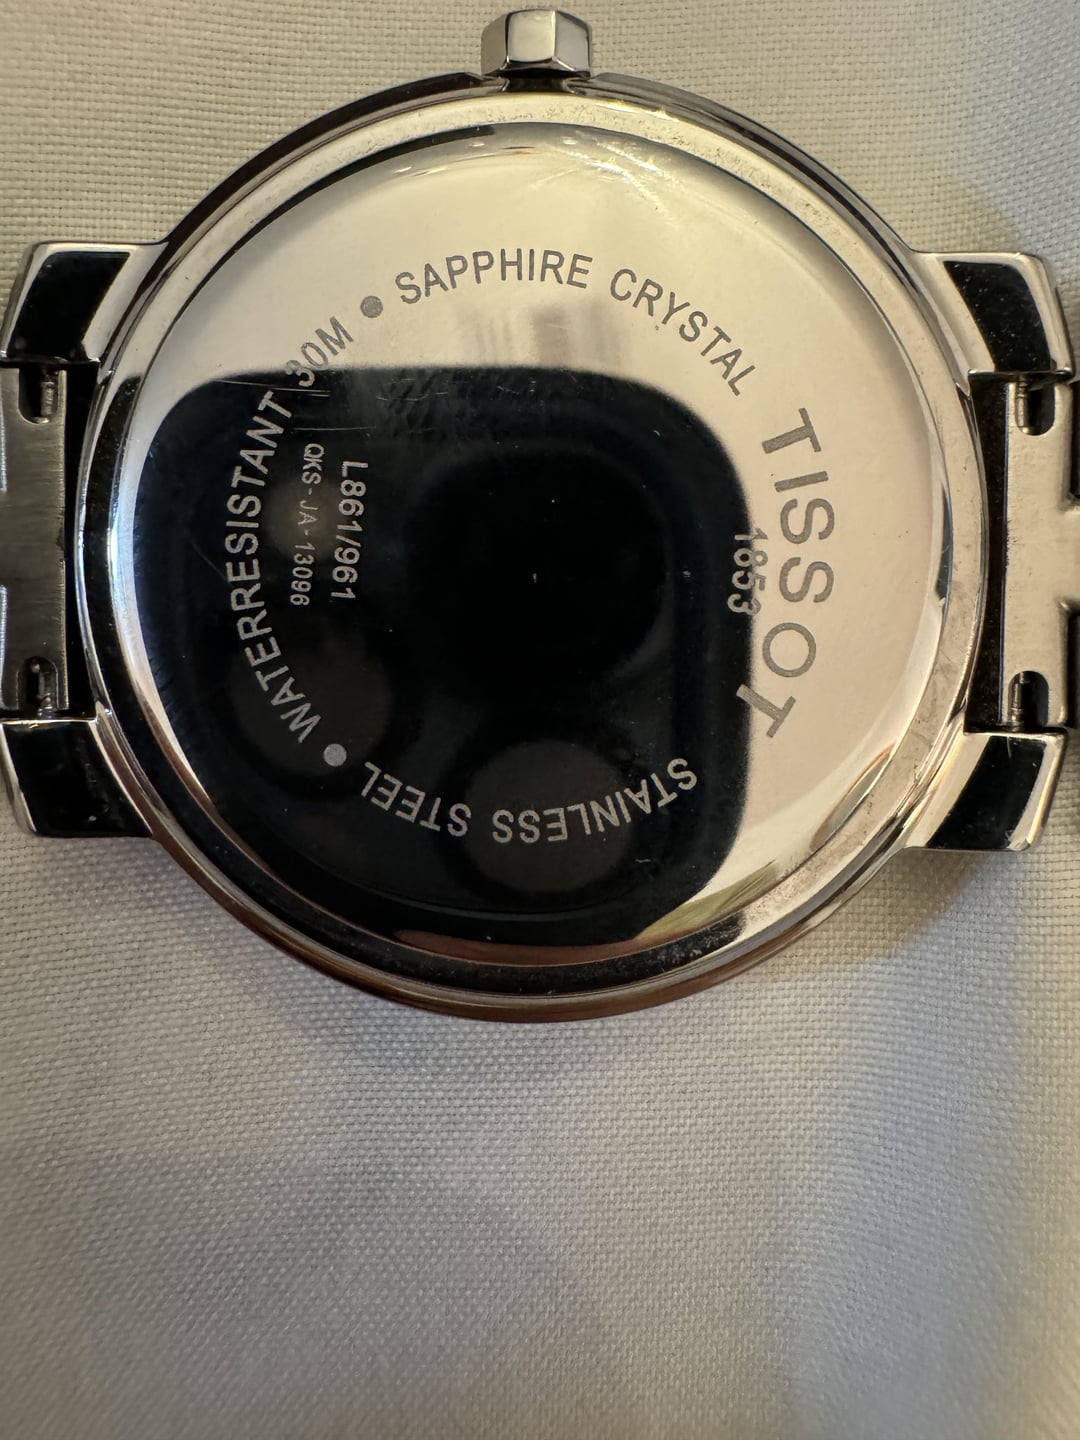 TISSOT
1853
SAPPHIRE CRYSTAL
WATERRESISTANT 30M
STAINLESS STEEL
L861/961
QKS-JA-13096